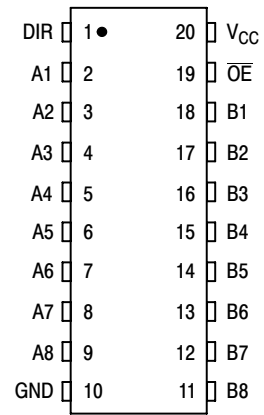 DIR 1 20 V_CC
A1 2 19 O̅E̅
A2 3 18 B1
A3 4 17 B2
A4 5 16 B3
A5 6 15 B4
A6 7 14 B5
A7 8 13 B6
A8 9 12 B7
GND 10 11 B8